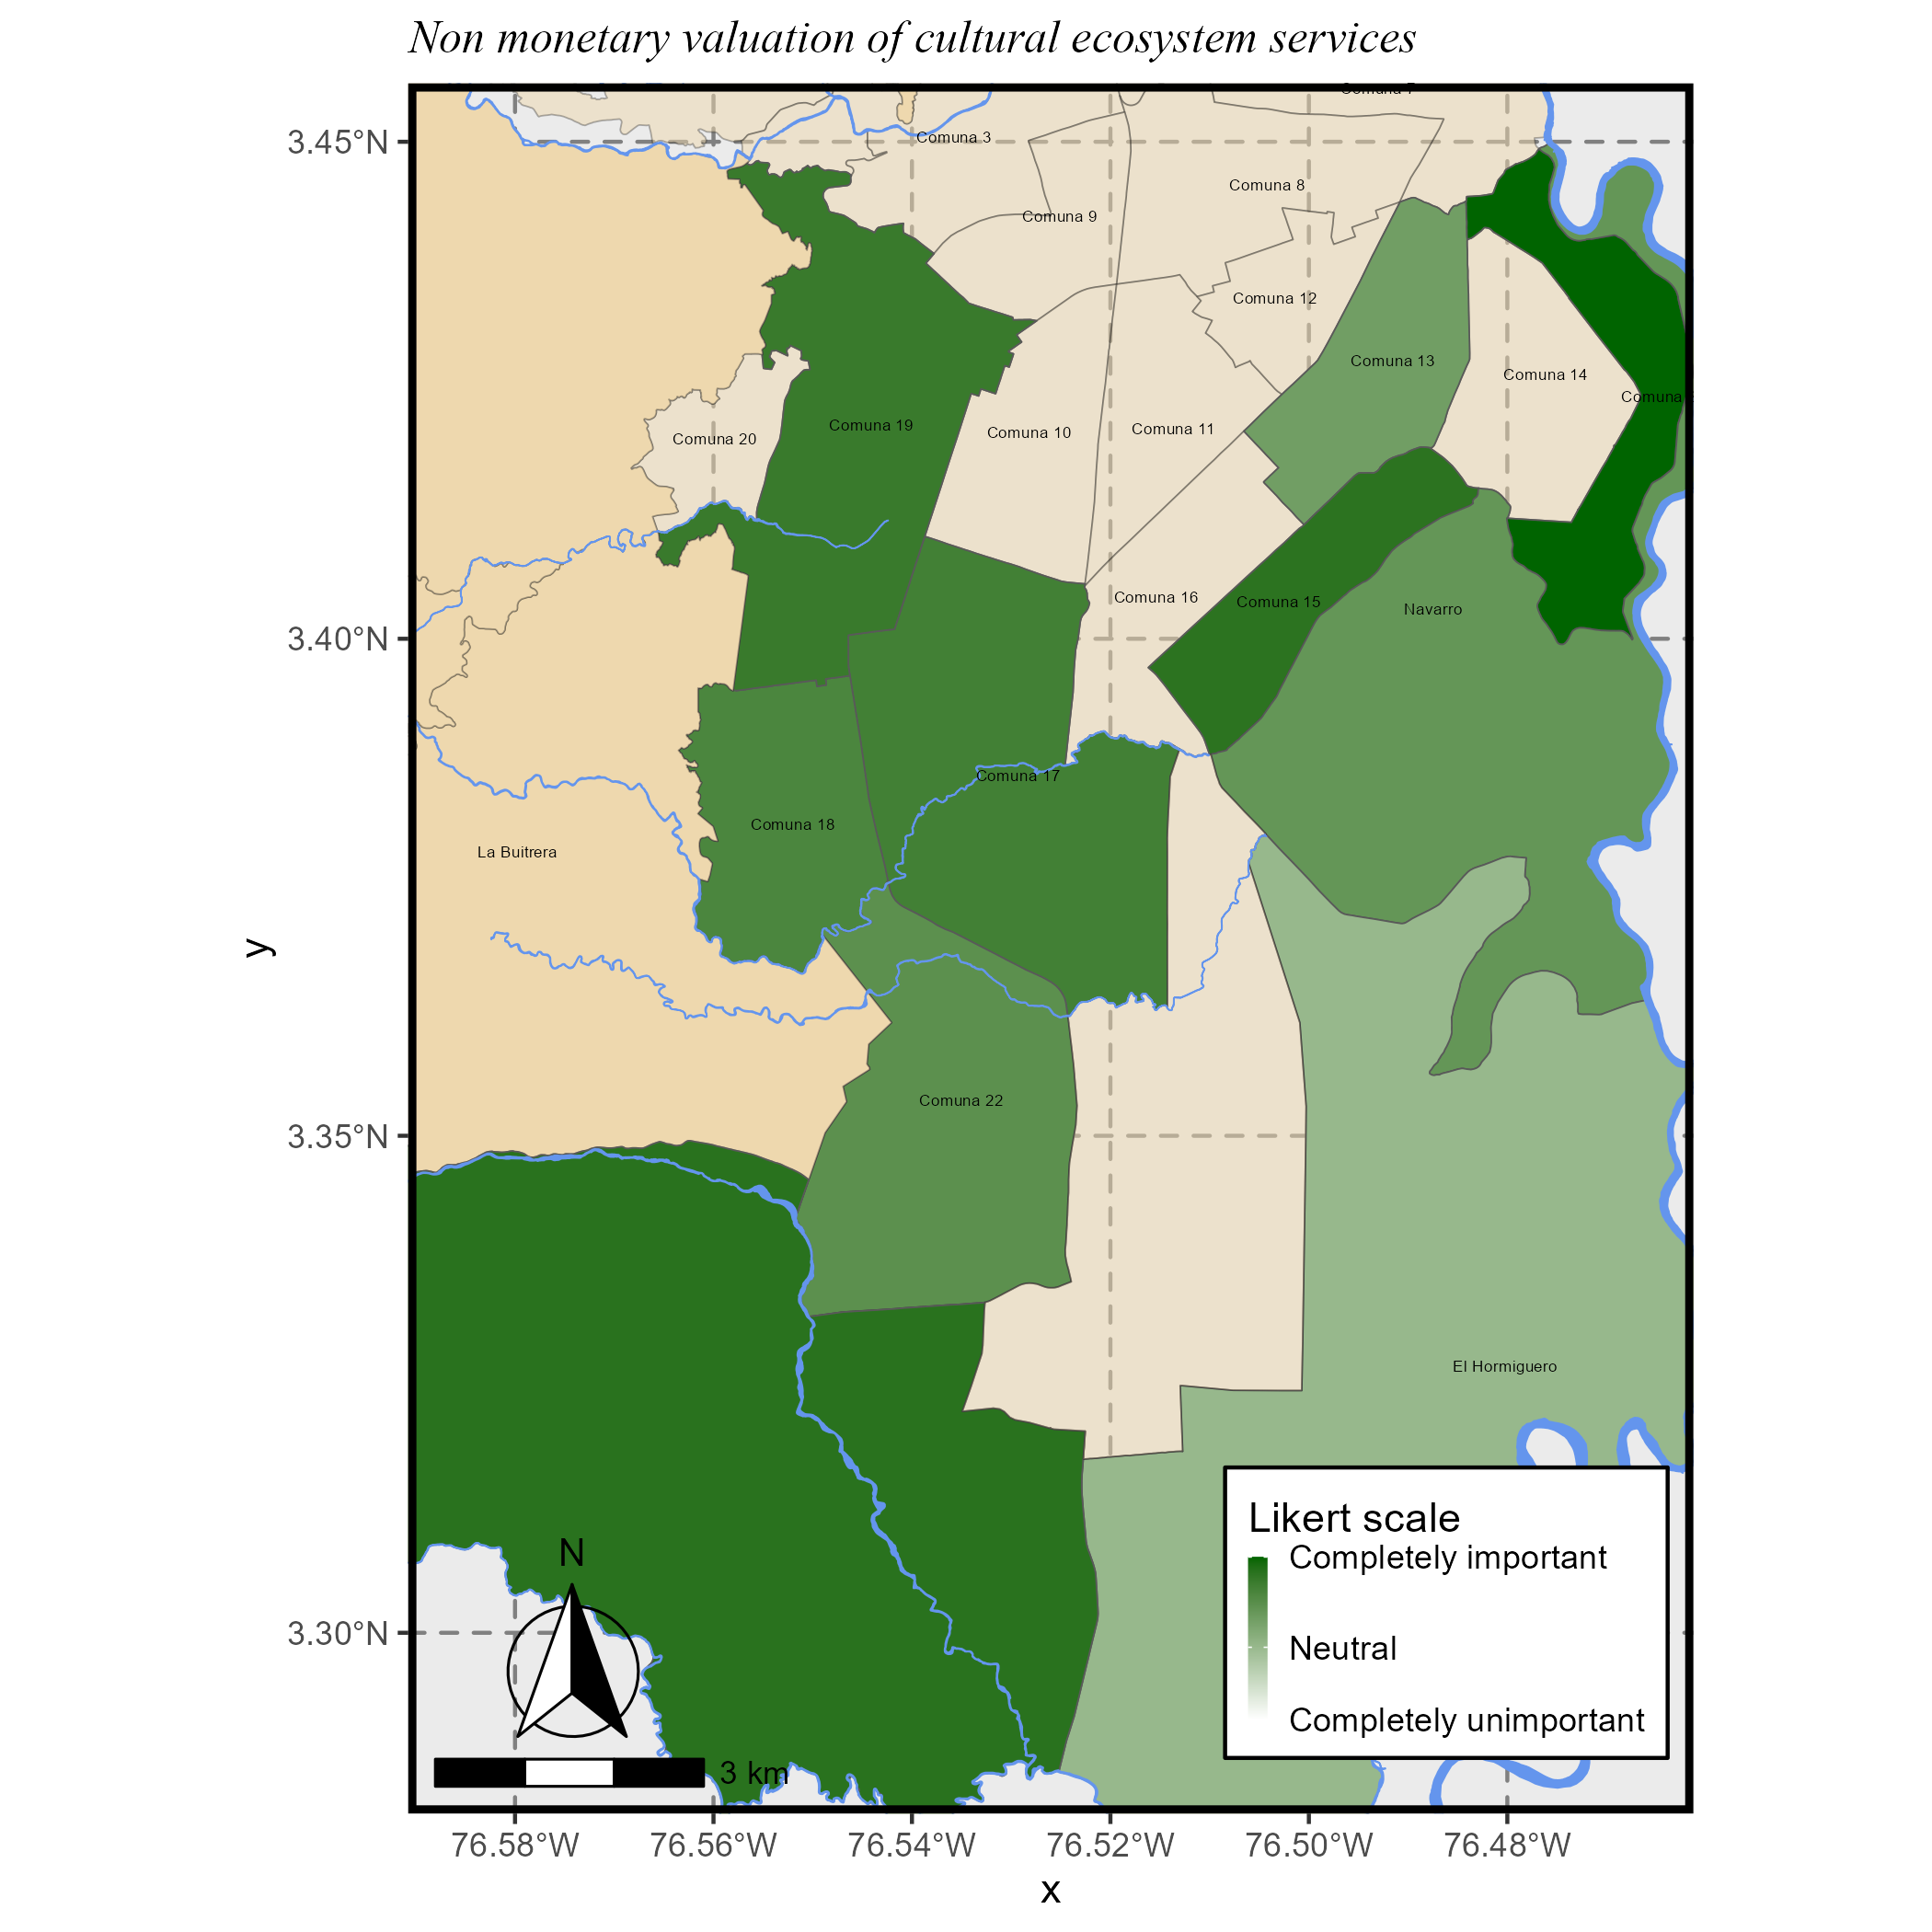 Non monetary valuation of cultural ecosystem services
3.45°N
3.40°N
3.35°N
3.30°N
y
Comuna 3
Comuna 8
Comuna 9
Comuna 12
Comuna 13
Comuna 14
Comuna
Comuna 19
Comuna 10
Comuna 11
Comuna 20
Comuna 16
Comuna 15
Navarro
Comuna 17
Comuna 18
La Buitrera
Comuna 22
El Hormiguero
Likert scale
Completely important
Neutral
Completely unimportant
N
3 km
76.58°W
76.56°W
76.54°W
76.52°W
76.50°W
76.48°W
x